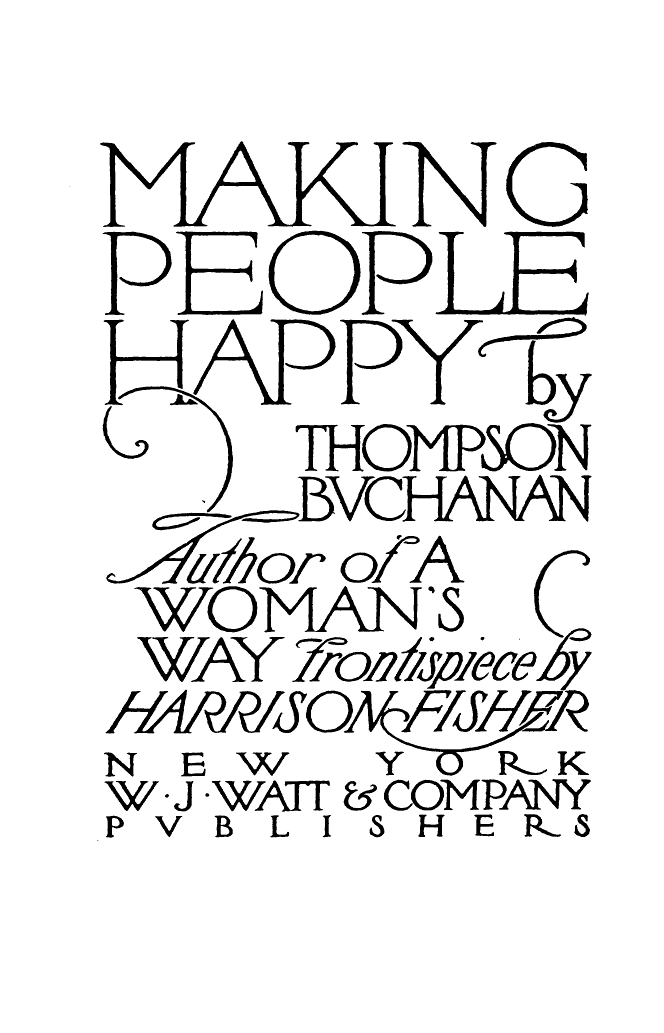 MAKING
PEOPLE
HAPPY by
THOMPSON
BVCHANAN
Author of A
WOMAN'S
WAY Frontispiece by
HARRISON FISHER
NEW YORK
W·J·WATT & COMPANY
PVBLISHERS